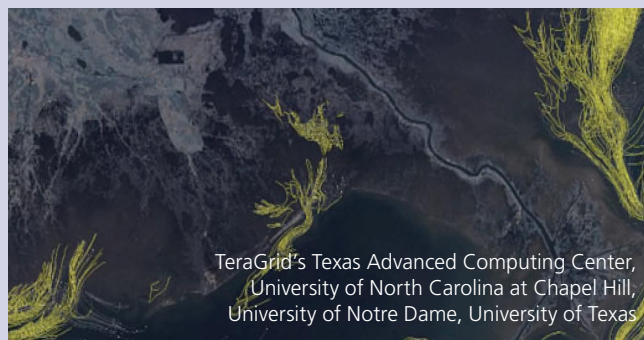 TeraGrid's Texas Advanced Computing Center,
University of North Carolina at Chapel Hill,
University of Notre Dame, University of Texas